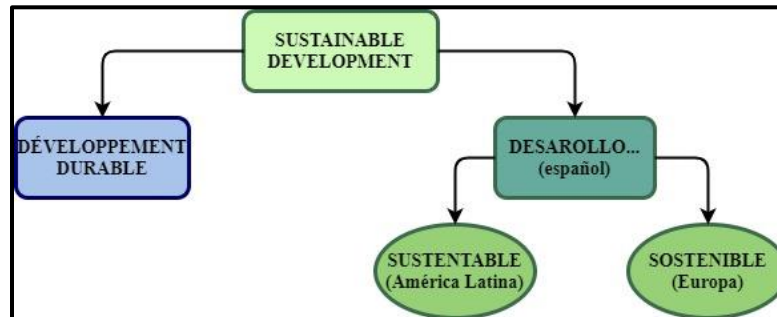 SUSTAINABLE
DEVELOPMENT
DÉVELOPPEMENT
DURABLE
DESAROLLO...
(español)
SUSTENTABLE
(América Latina)
SOSTENIBLE
(Europa)